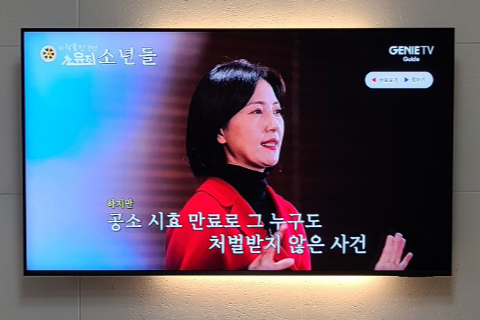 소년들
GENIE TV
Guide
하지만
공소 시효 만료로 그 누구도
처벌받지 않은 사건